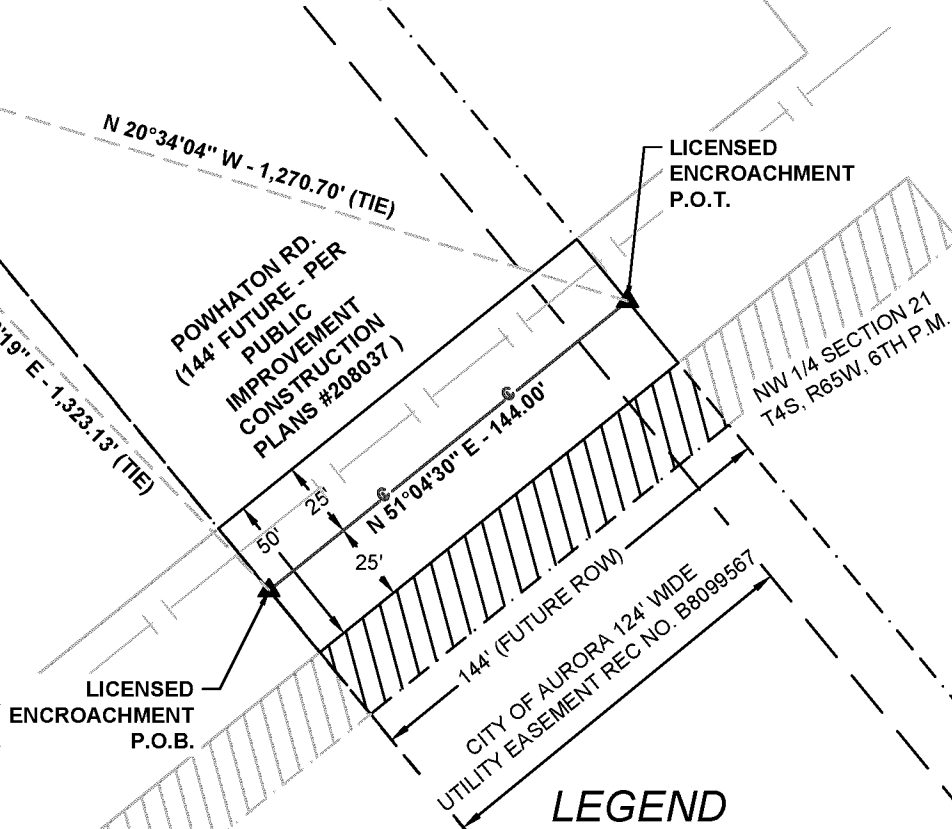 N 20°34'04" W - 1,270.70' (TIE)
LICENSED
ENCROACHMENT
P.O.T.
POWHATON RD.
(144' FUTURE - PER
PUBLIC
IMPROVEMENT
CONSTRUCTION
PLANS #208037 )
NW 1/4 SECTION 21
T4S, R65W, 6TH P.M.
'19" E - 1,323.13' (TIE)
N 51°04'30" E - 144.00'
25'
50'
25'
144' (FUTURE ROW)
CITY OF AURORA 124' WIDE
UTILITY EASEMENT REC NO. B8099567
LICENSED
ENCROACHMENT
P.O.B.
LEGEND